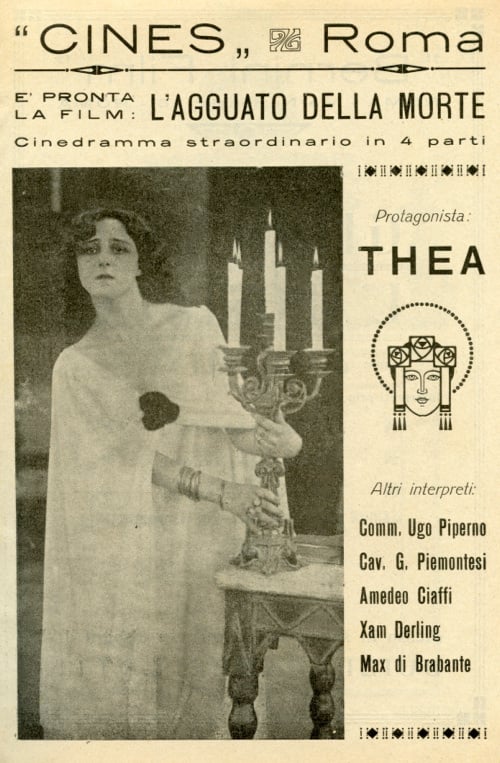 “CINES„ Roma
E' PRONTA
LA FILM: L'AGGUATO DELLA MORTE
Cinedramma straordinario in 4 parti
Protagonista:
THEA
Altri interpreti:
Comm. Ugo Piperno
Cav. G. Piemontesi
Amedeo Ciaffi
Xam Derling
Max di Brabante